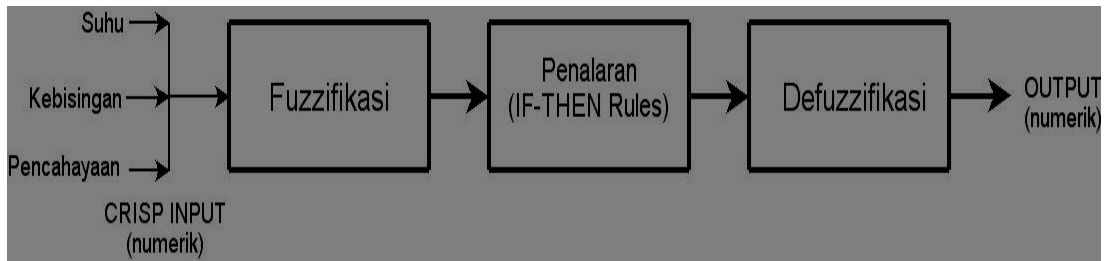 Suhu
Kebisingan
Pencahayaan
CRISP INPUT
(numerik)
Fuzzifikasi
Penalaran
(IF-THEN Rules)
Defuzzifikasi
OUTPUT
(numerik)